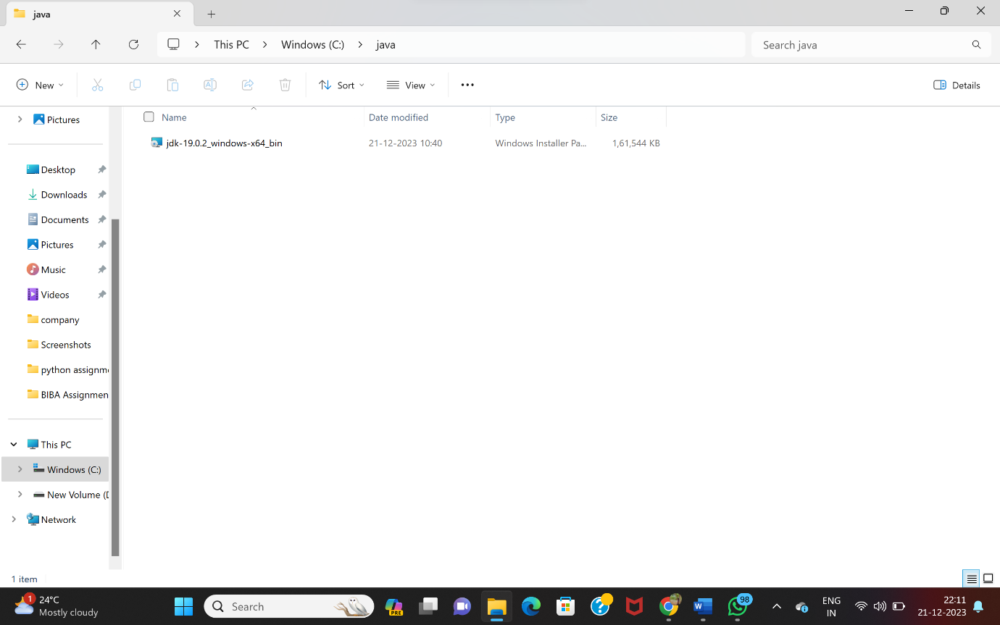 java
This PC > Windows (C:) > java
Search java
New
Sort
View
Details
Pictures
Name
Date modified
Type
Size
jdk-19.0.2_windows-x64_bin
21-12-2023 10:40
Windows Installer Pa...
1,61,544 KB
Desktop
Downloads
Documents
Pictures
Music
Videos
company
Screenshots
python assignm
BIBA Assignmen
This PC
Windows (C:)
New Volume (D
Network
1 item
1
24°C
Mostly cloudy
Search
PRE
W
98
ENG
IN
22:11
21-12-2023